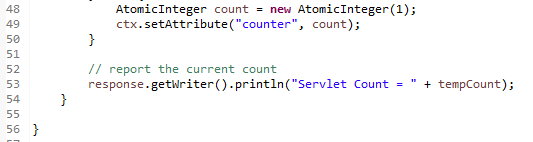 48 AtomicInteger count = new AtomicInteger(1);
49 ctx.setAttribute("counter", count);
50 }
51
52 // report the current count
53 response.getWriter().println("Servlet Count = " + tempCount);
54 }
55
56 }